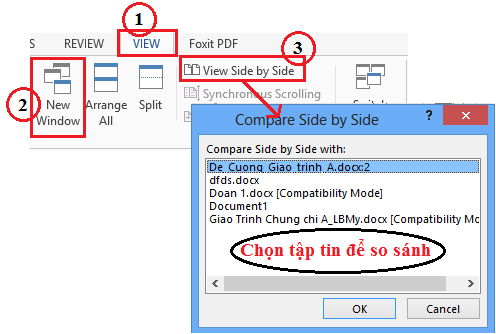 1
S REVIEW VIEW Foxit PDF
3
2
New Window
Arrange All
Split
View Side by Side
Synchronous Scrolling
Compare Side by Side
? ×
Compare Side by Side with:
De_Cuong_Giao_trinh_A.docx:2
dfds.docx
Doan 1.docx [Compatibility Mode]
Document1
Giao Trinh Chung chi A_LBMy.docx [Compatibility Mo
Chọn tập tin để so sánh
OK Cancel